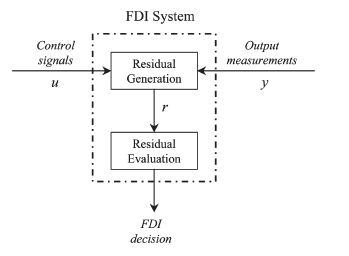 FDI System
Control
signals
u
Output
measurements
y
Residual
Generation
r
Residual
Evaluation
FDI
decision